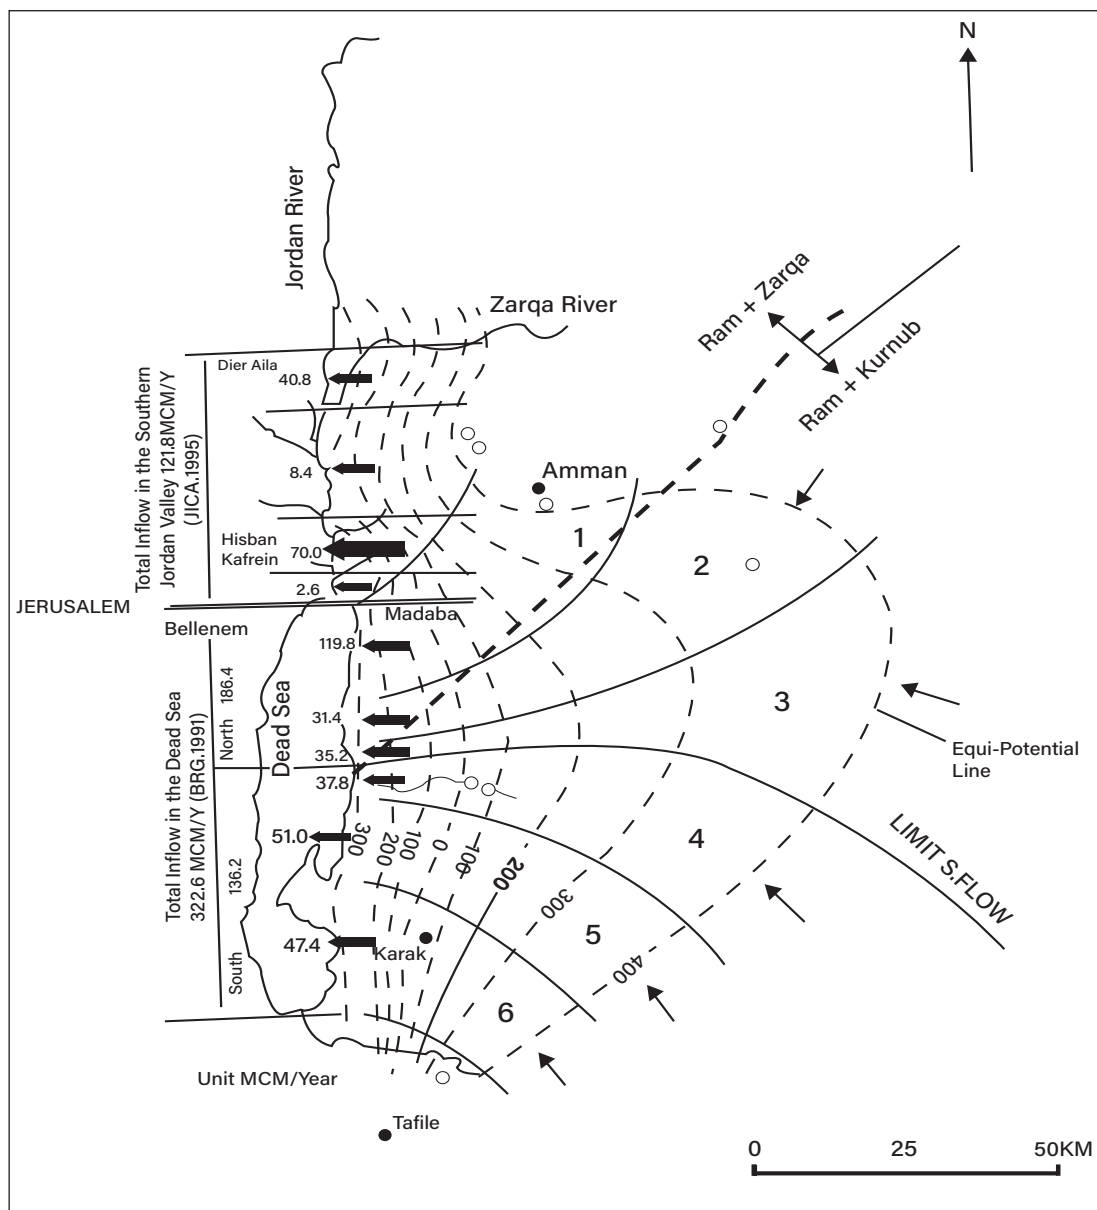 N
Jordan River
Zarqa River
Ram + Zarqa
Ram + Kurnub
Total Inflow in the Southern
Jordan Valley 121.8MCM/Y
(JICA.1995)
Dier Aila
40.8
8.4
Amman
1
2
Hisban
Kafrein
70.0
2.6
JERUSALEM
Madaba
Bellenem
119.8
Total Inflow in the Dead Sea
322.6 MCM/Y (BRG.1991)
North 186.4
Dead Sea
31.4
35.2
37.8
3
Equi-Potential
Line
4
LIMIT S.FLOW
51.0
300
200
100
0
-100
200
300
400
South 136.2
47.4
Karak
5
6
Unit MCM/Year
Tafile
0 25 50KM